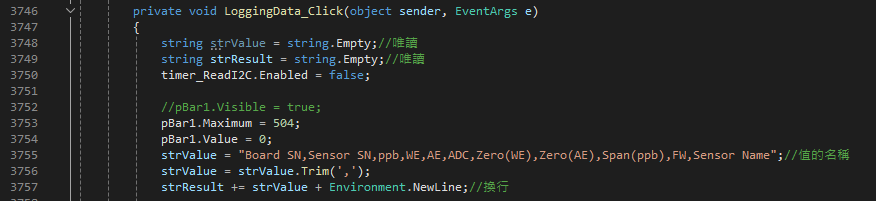 3746 private void LoggingData_Click(object sender, EventArgs e)
3747 {
3748 string strValue = string.Empty;//唯讀
3749 string strResult = string.Empty;//唯讀
3750 timer_ReadI2C.Enabled = false;
3751
3752 //pBar1.Visible = true;
3753 pBar1.Maximum = 504;
3754 pBar1.Value = 0;
3755 strValue = "Board SN,Sensor SN,ppb,WE,AE,ADC,Zero(WE),Zero(AE),Span(ppb),FW,Sensor Name";//值的名稱
3756 strValue = strValue.Trim(',');
3757 strResult += strValue + Environment.NewLine;//換行